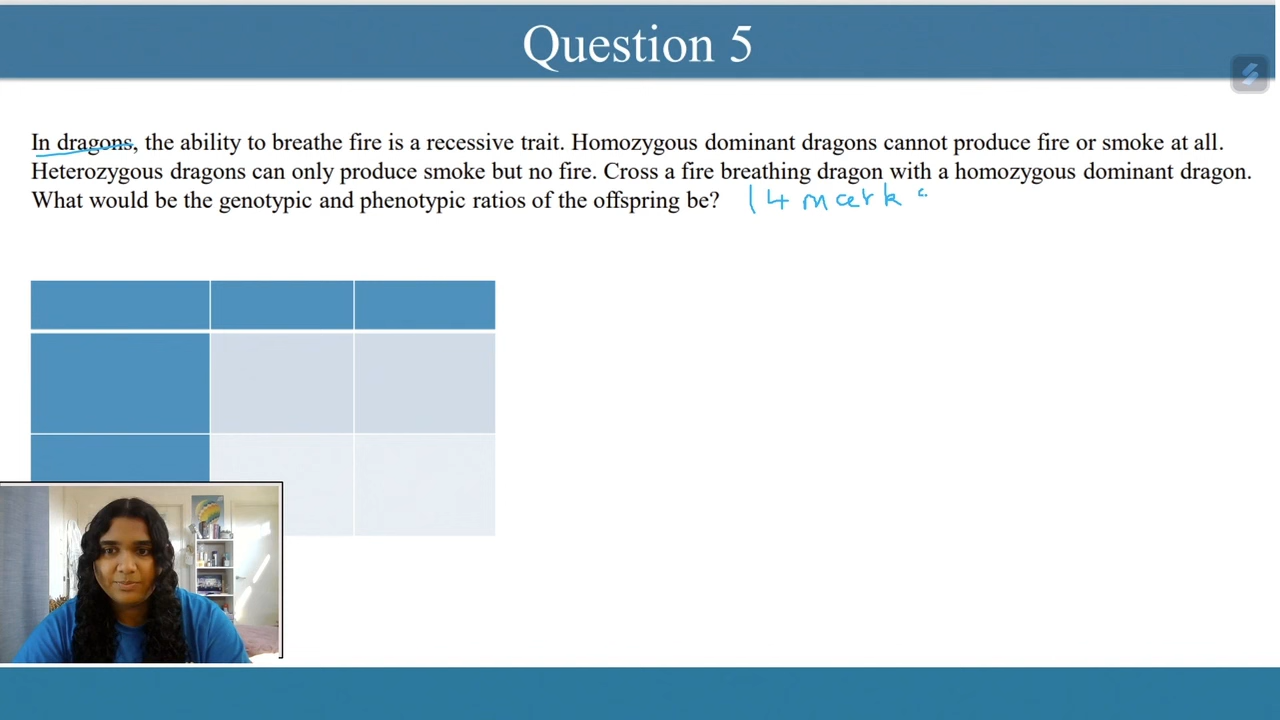 Question 5
In dragons, the ability to breathe fire is a recessive trait. Homozygous dominant dragons cannot produce fire or smoke at all.
Heterozygous dragons can only produce smoke but no fire. Cross a fire breathing dragon with a homozygous dominant dragon.
What would be the genotypic and phenotypic ratios of the offspring be? 14 mark